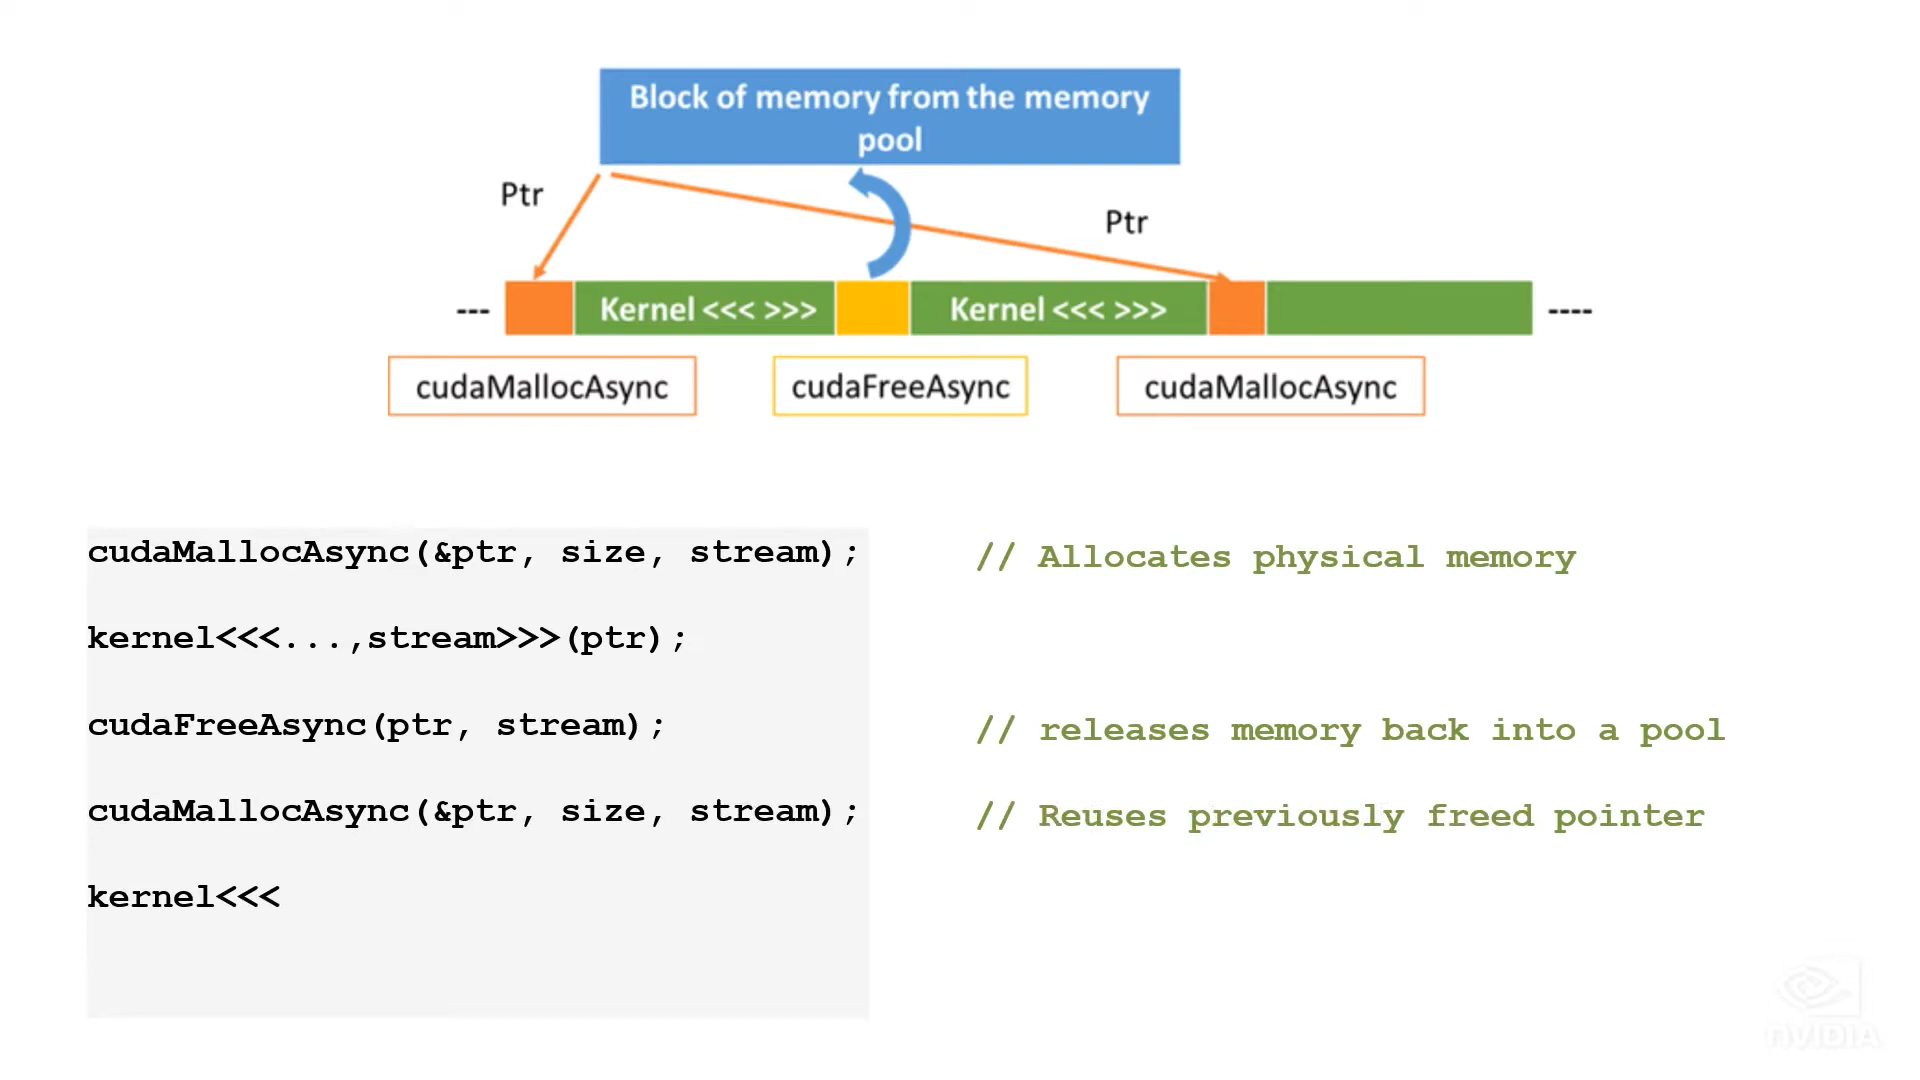 Block of memory from the memory
pool
Ptr
Ptr
--- Kernel <<< >>> Kernel <<< >>> ----
cudaMallocAsync cudaFreeAsync cudaMallocAsync
cudaMallocAsync(&ptr, size, stream); // Allocates physical memory
kernel<<<...,stream>>>(ptr);
cudaFreeAsync(ptr, stream); // releases memory back into a pool
cudaMallocAsync(&ptr, size, stream); // Reuses previously freed pointer
kernel<<<
NVIDIA